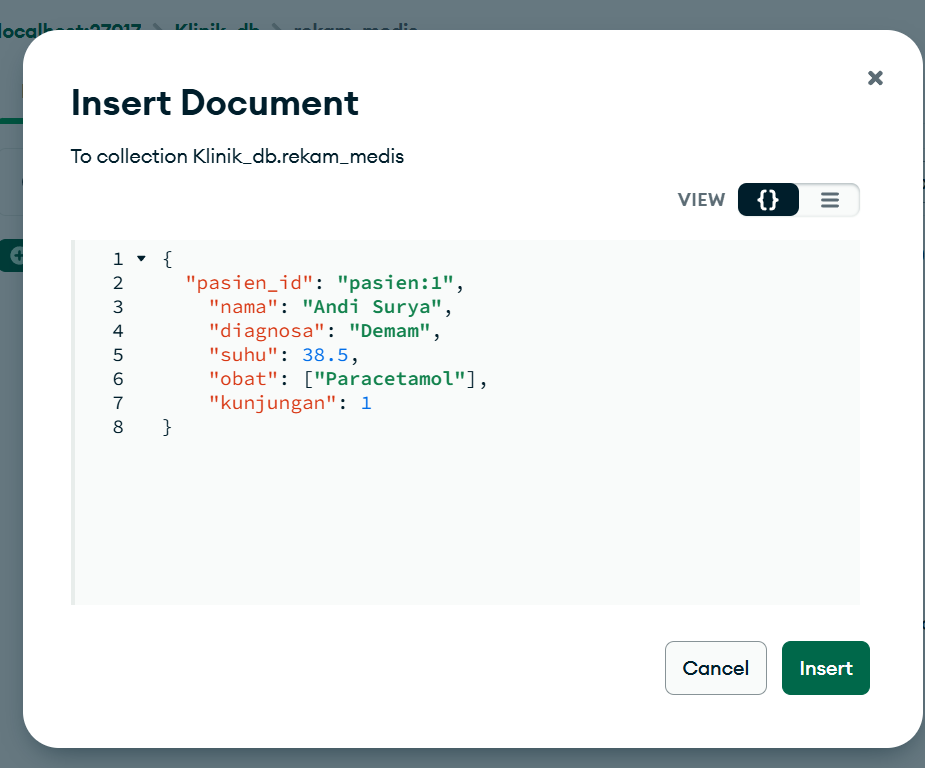 localhost:27017 > Klinik_db > rekam_medis
Insert Document
To collection Klinik_db.rekam_medis
VIEW {}
1 {
2 "pasien_id": "pasien:1",
3 "nama": "Andi Surya",
4 "diagnosa": "Demam",
5 "suhu": 38.5,
6 "obat": ["Paracetamol"],
7 "kunjungan": 1
8 }
Cancel
Insert